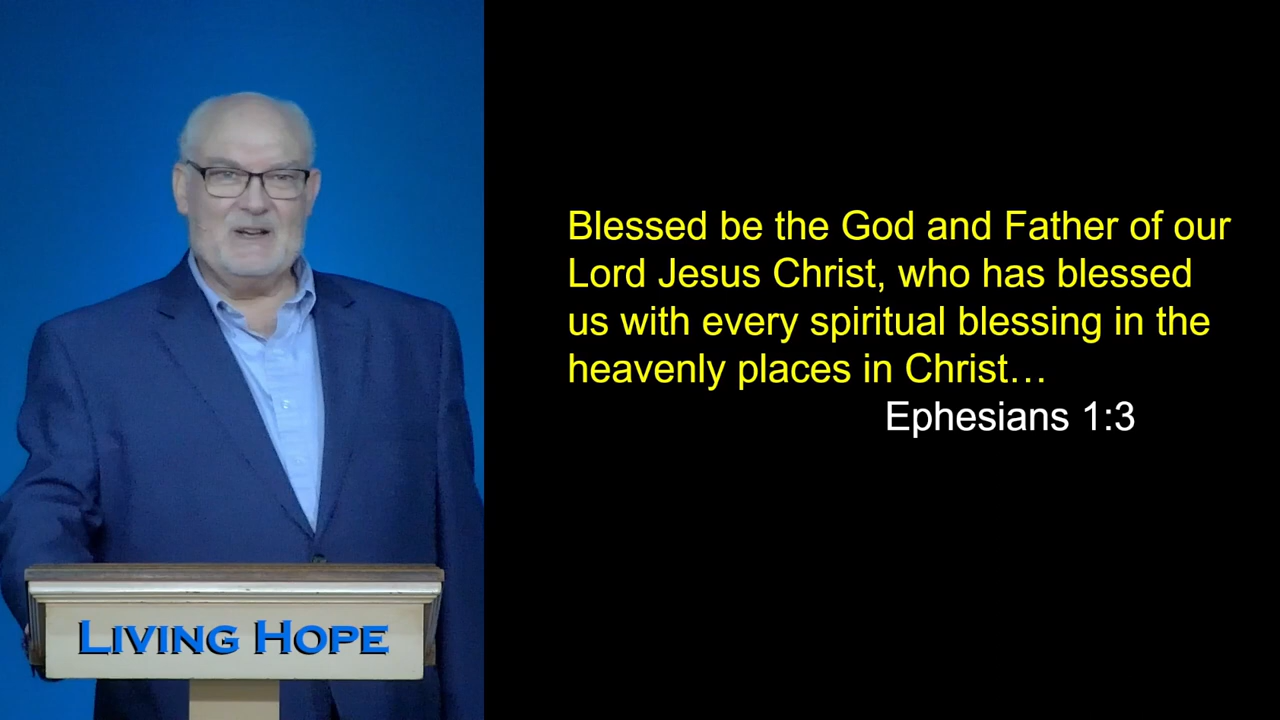 Blessed be the God and Father of our
Lord Jesus Christ, who has blessed
us with every spiritual blessing in the
heavenly places in Christ…
Ephesians 1:3
LIVING HOPE